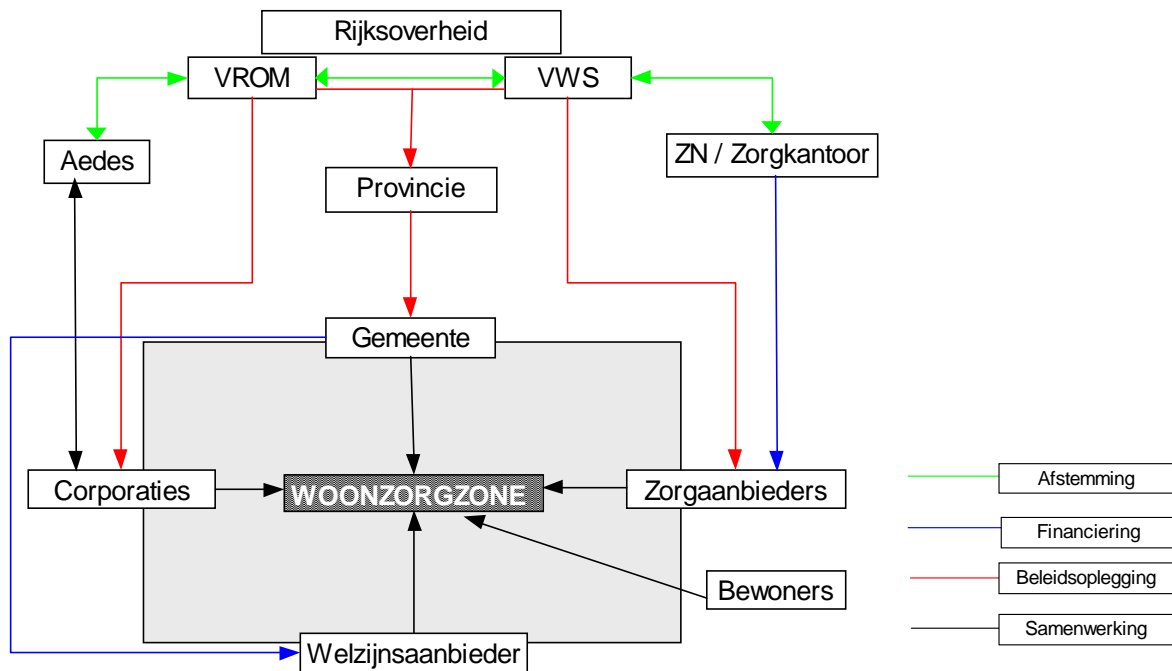 Rijksoverheid
VROM
VWS
Aedes
ZN / Zorgkantoor
Provincie
Gemeente
Corporaties
WOONZORGZONE
Zorgaanbieders
Bewoners
Welzijnsaanbieder
Afstemming
Financiering
Beleidsoplegging
Samenwerking